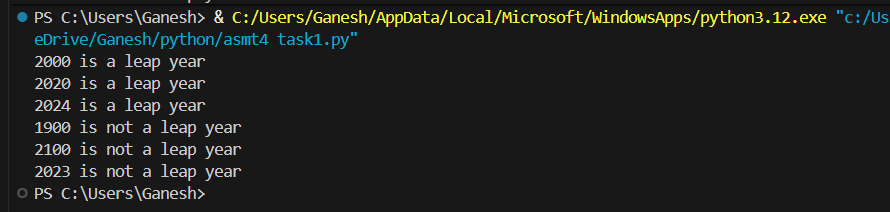 PS C:\Users\Ganesh> & C:/Users/Ganesh/AppData/Local/Microsoft/WindowsApps/python3.12.exe "c:/Us
eDrive/Ganesh/python/asmt4 task1.py"
2000 is a leap year
2020 is a leap year
2024 is a leap year
1900 is not a leap year
2100 is not a leap year
2023 is not a leap year
PS C:\Users\Ganesh>